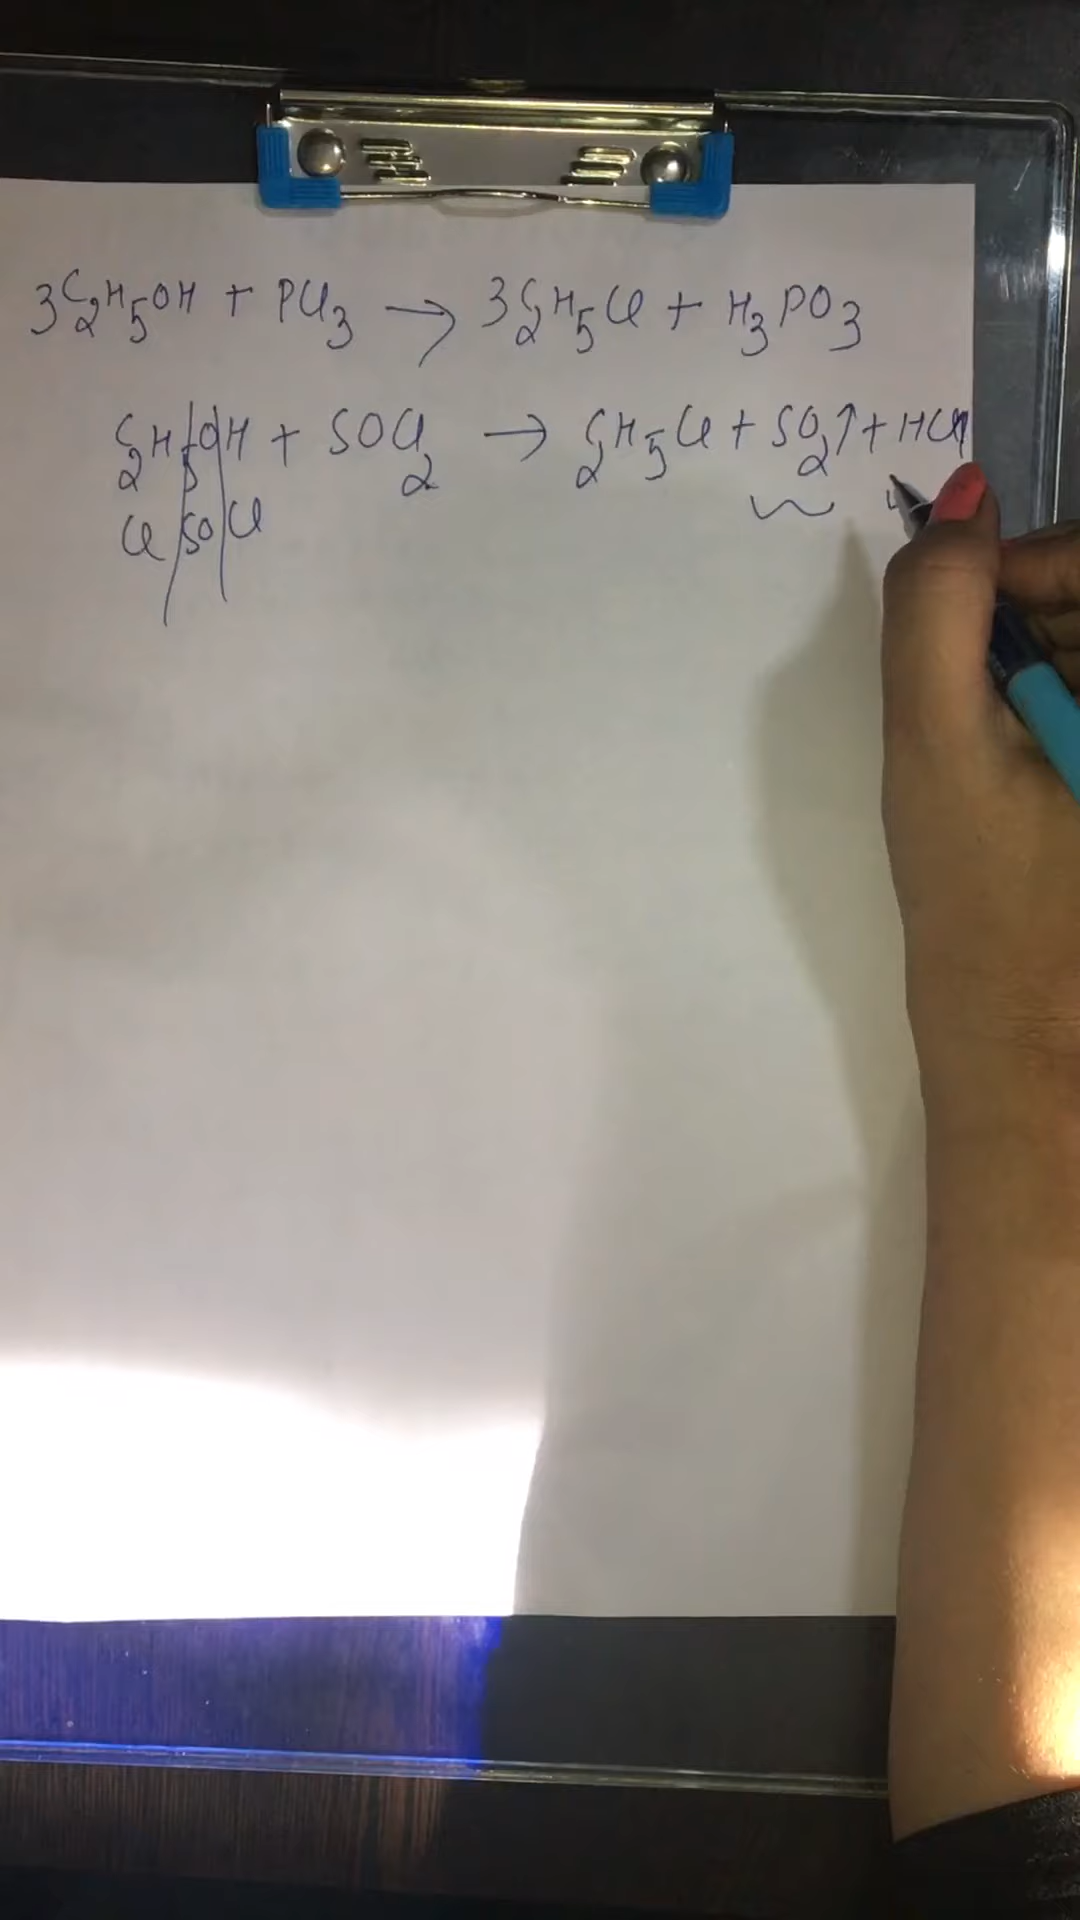 3C₂H₅OH + PCl₃ → 3C₂H₅Cl + H₃PO₃
C₂H₅OH + SOCl₂ → C₂H₅Cl + SO₂↑ + HCl
Cl SO Cl